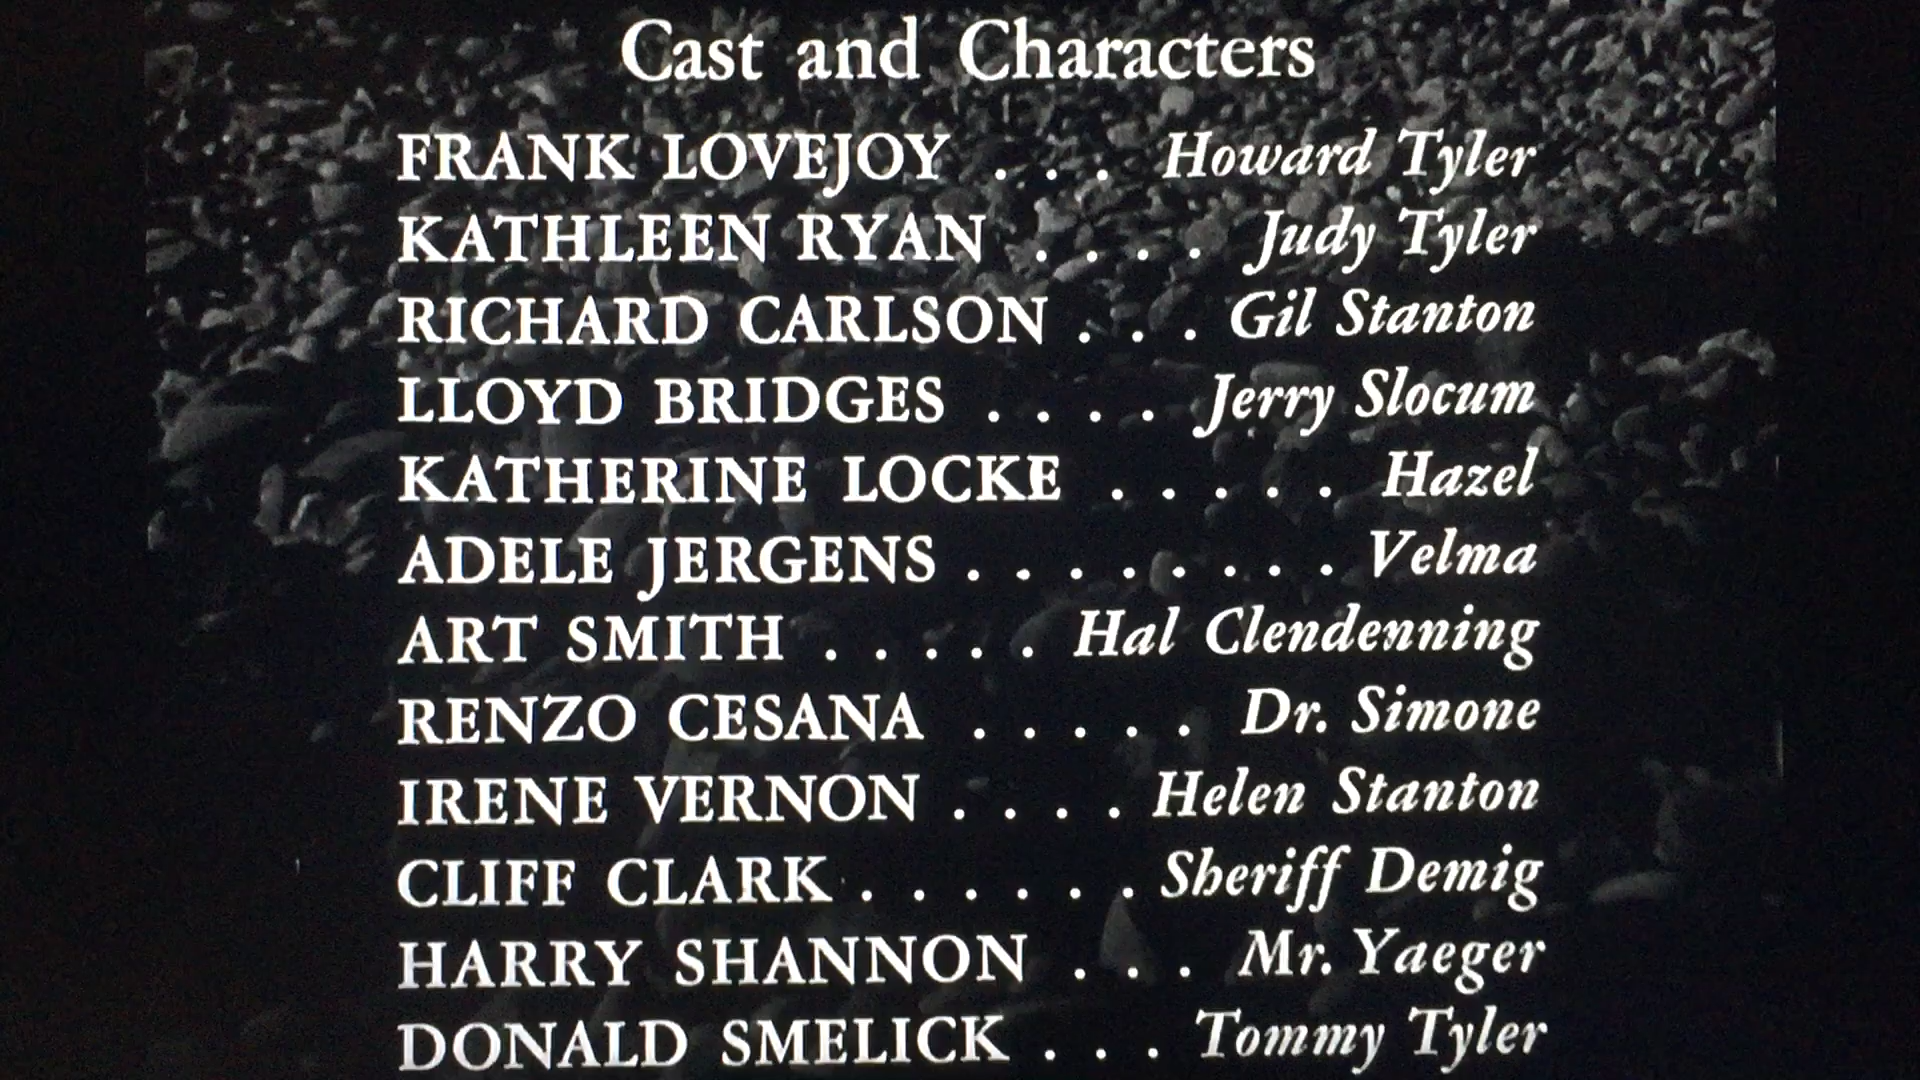 Cast and Characters
FRANK LOVEJOY . . . Howard Tyler
KATHLEEN RYAN . . . . Judy Tyler
RICHARD CARLSON . . . Gil Stanton
LLOYD BRIDGES . . . . Jerry Slocum
KATHERINE LOCKE . . . . . Hazel
ADELE JERGENS . . . . . . . . Velma
ART SMITH . . . . . Hal Clendenning
RENZO CESANA . . . . . Dr. Simone
IRENE VERNON . . . . Helen Stanton
CLIFF CLARK . . . . . . Sheriff Demig
HARRY SHANNON . . . Mr. Yaeger
DONALD SMELICK . . . Tommy Tyler